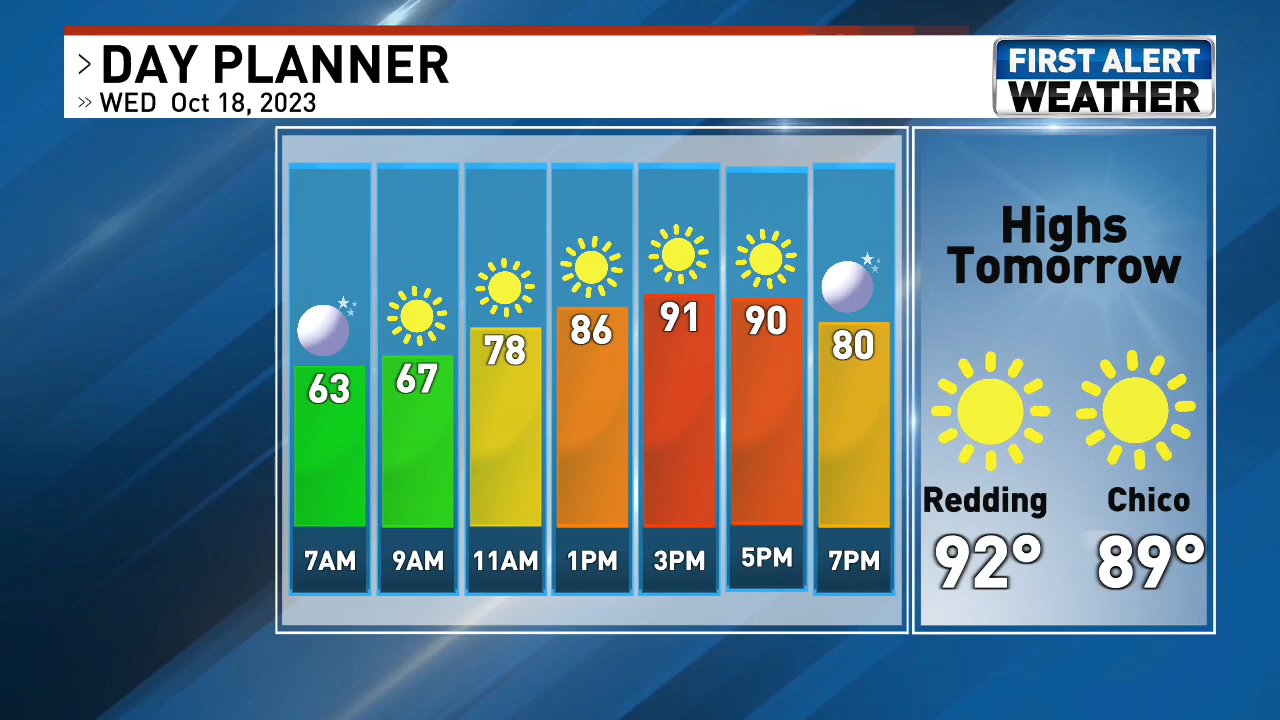 > DAY PLANNER
» WED Oct 18, 2023
FIRST ALERT
WEATHER
63
67
78
86
91
90
80
7AM
9AM
11AM
1PM
3PM
5PM
7PM
Highs
Tomorrow
Redding
Chico
92°
89°